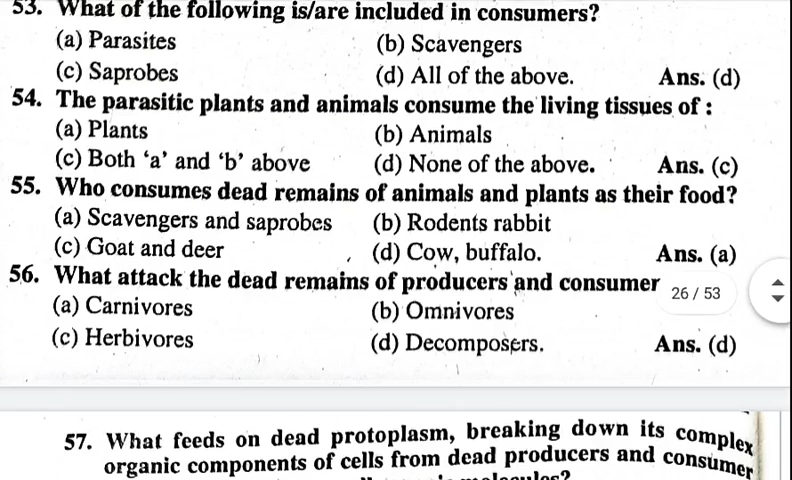 53. What of the following is/are included in consumers?
(a) Parasites (b) Scavengers
(c) Saprobes (d) All of the above. Ans. (d)
54. The parasitic plants and animals consume the living tissues of :
(a) Plants (b) Animals
(c) Both ‘a’ and ‘b’ above (d) None of the above. Ans. (c)
55. Who consumes dead remains of animals and plants as their food?
(a) Scavengers and saprobes (b) Rodents rabbit
(c) Goat and deer (d) Cow, buffalo. Ans. (a)
56. What attack the dead remains of producers and consumer
26 / 53
(a) Carnivores (b) Omnivores
(c) Herbivores (d) Decomposers. Ans. (d)
57. What feeds on dead protoplasm, breaking down its complex
organic components of cells from dead producers and consumer